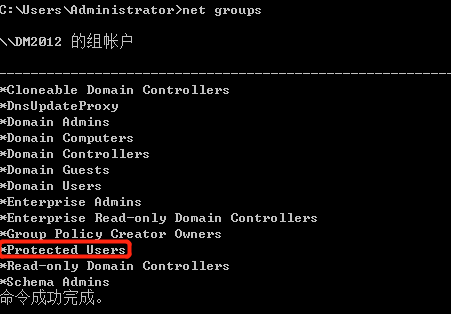 C:\Users\Administrator>net groups
\\DM2012 的组帐户
-------------------------------------------------------------------------------
*Cloneable Domain Controllers
*DnsUpdateProxy
*Domain Admins
*Domain Computers
*Domain Controllers
*Domain Guests
*Domain Users
*Enterprise Admins
*Enterprise Read-only Domain Controllers
*Group Policy Creator Owners
*Protected Users
*Read-only Domain Controllers
*Schema Admins
命令成功完成。